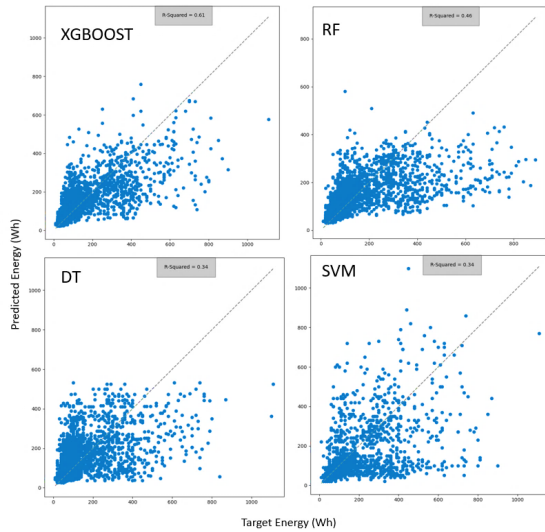 XGBOOST
R-Squared = 0.61
1000
800
600
400
200
0
0 200 400 600 800 1000
RF
R-Squared = 0.46
800
600
400
200
0
0 200 400 600 800
DT
R-Squared = 0.34
1000
800
600
400
200
0
0 200 400 600 800 1000
SVM
R-Squared = 0.34
1000
800
600
400
200
0
0 200 400 600 800 1000
Predicted Energy (Wh)
Target Energy (Wh)